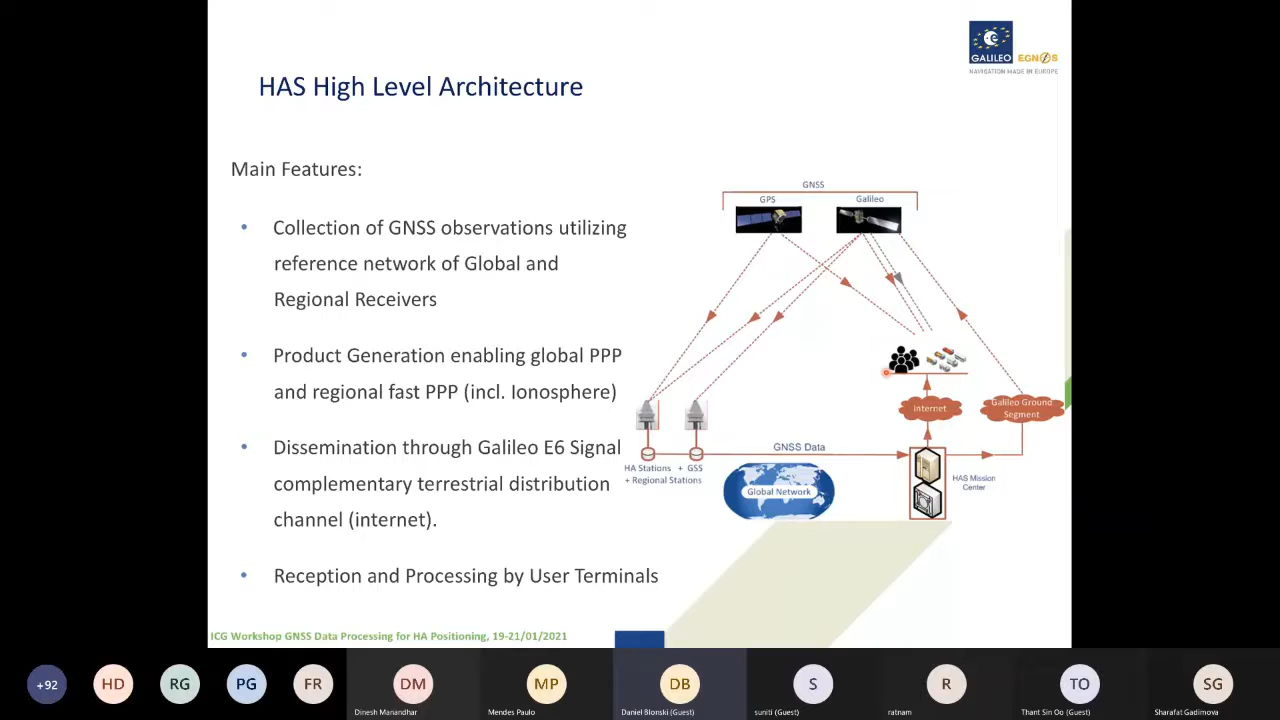 GALILEO
EGNOS
NAVIGATION MADE IN EUROPE
HAS High Level Architecture
Main Features:
• Collection of GNSS observations utilizing
reference network of Global and
Regional Receivers
• Product Generation enabling global PPP
and regional fast PPP (incl. Ionosphere)
• Dissemination through Galileo E6 Signal
complementary terrestrial distribution
channel (internet).
• Reception and Processing by User Terminals
GNSS
GPS
Galileo
Internet
Galileo Ground
Segment
GNSS Data
HA Stations + GSS
+ Regional Stations
Global Network
HAS Mission
Center
ICG Workshop GNSS Data Processing for HA Positioning, 19-21/01/2021
+92
HD
RG
PG
FR
DM
Dinesh Manandhar
MP
Mendes Paulo
DB
Daniel Blonski (Guest)
S
suniti (Guest)
R
ratnam
TO
Thant Sin Oo (Guest)
SG
Sharafat Gadimova